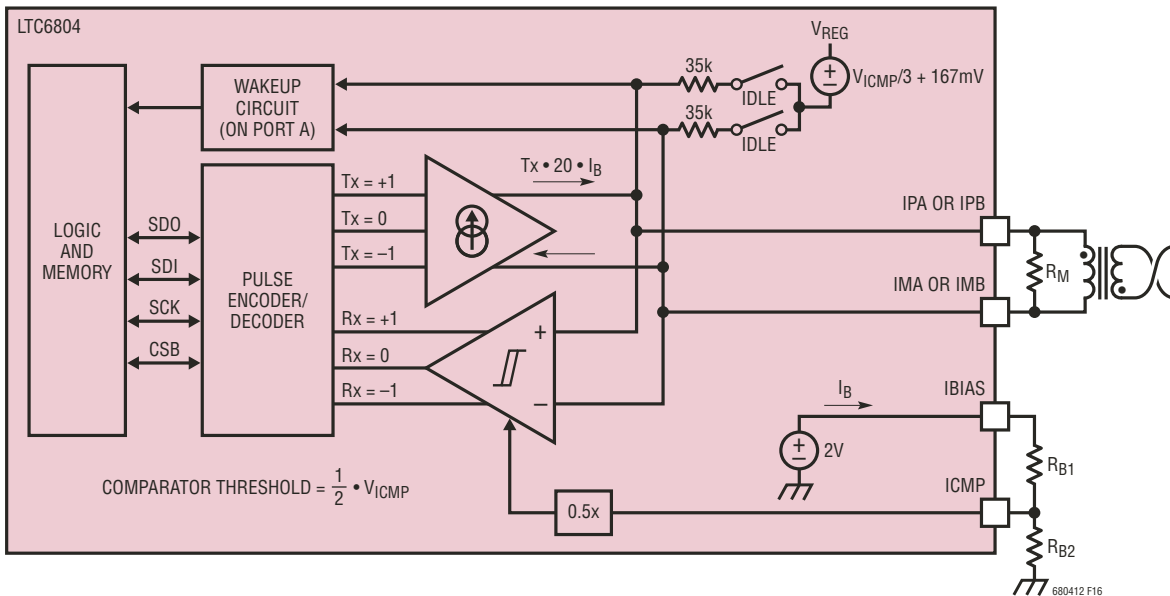 LTC6804
VREG
35k
WAKEUP
CIRCUIT
(ON PORT A)
IDLE
+
−
VICMP/3 + 167mV
35k
IDLE
Tx = +1
Tx • 20 • IB
Tx = 0
Tx = –1
LOGIC
AND
MEMORY
SDO
SDI
SCK
CSB
PULSE
ENCODER/
DECODER
IPA OR IPB
RM
IMA OR IMB
Rx = +1
Rx = 0
Rx = –1
+
−
IBIAS
IB
+
−
2V
RB1
ICMP
COMPARATOR THRESHOLD = 1/2 • VICMP
0.5x
RB2
680412 F16